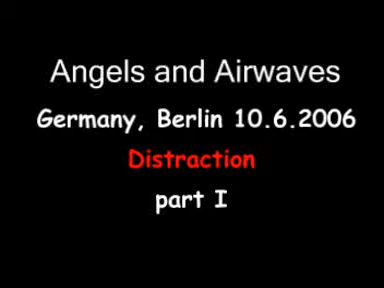 Angels and Airwaves
Germany, Berlin 10.6.2006
Distraction
part I